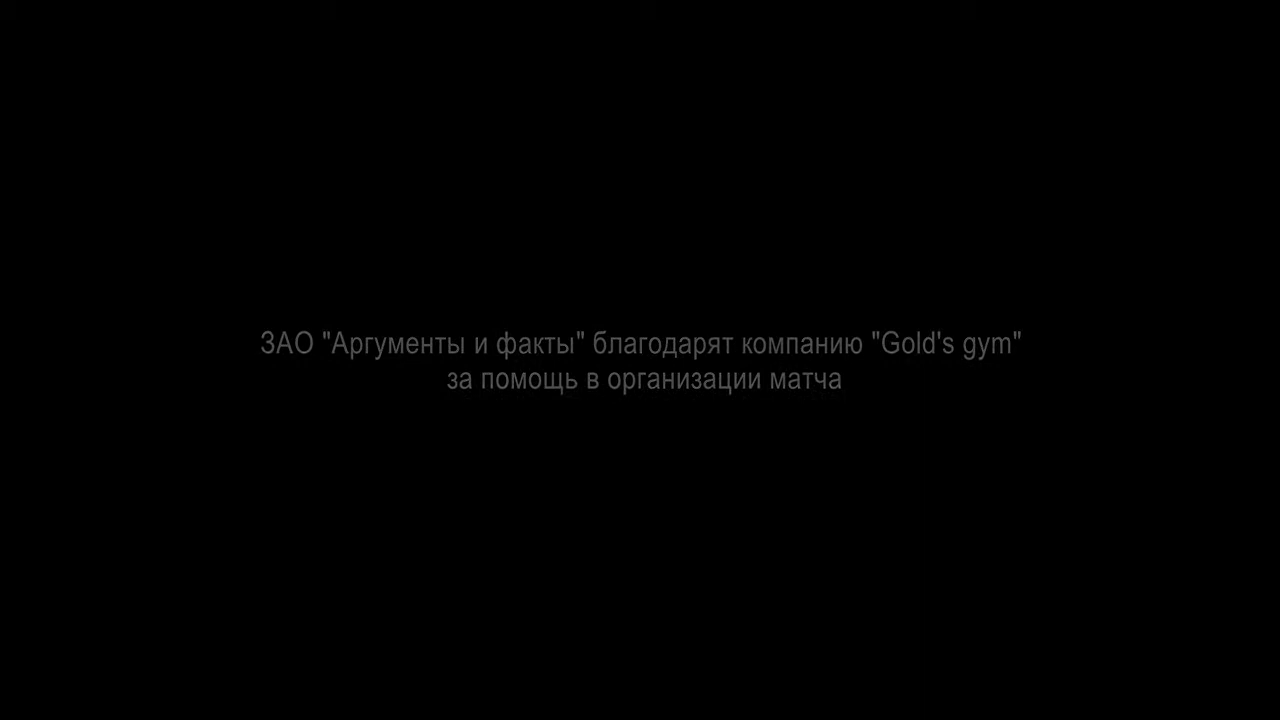 ЗАО "Аргументы и факты" благодарят компанию "Gold's gym"
за помощь в организации матча